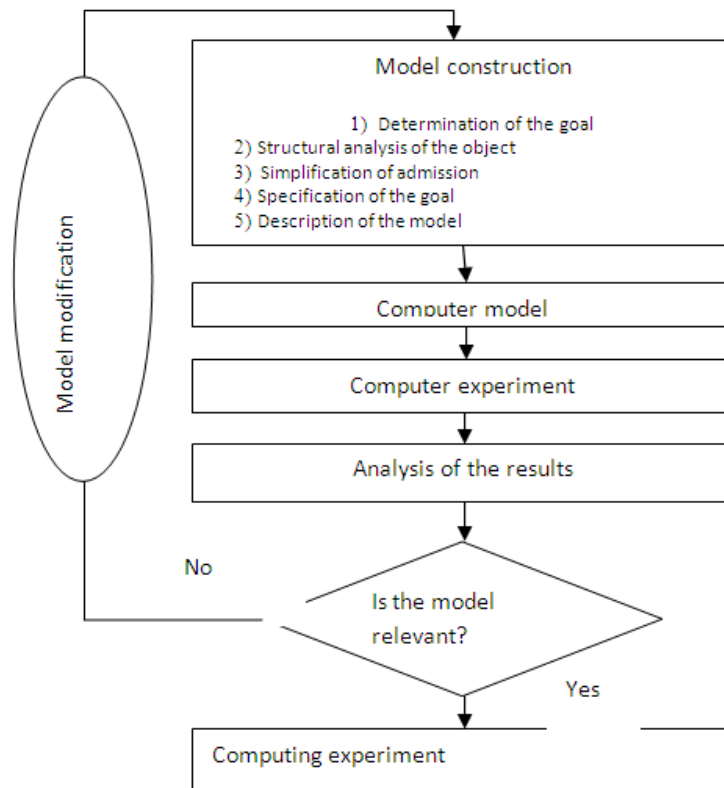 Model construction
1) Determination of the goal
2) Structural analysis of the object
3) Simplification of admission
4) Specification of the goal
5) Description of the model
Model modification
Computer model
Computer experiment
Analysis of the results
No
Is the model
relevant?
Yes
Computing experiment